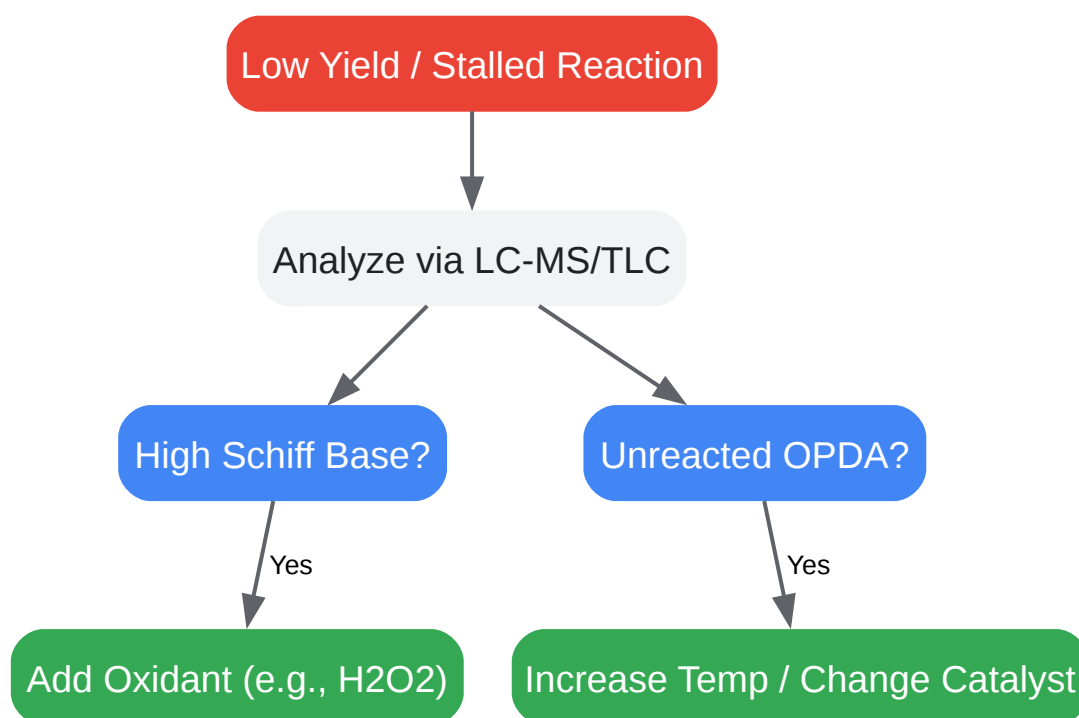 Low Yield / Stalled Reaction
Analyze via LC-MS/TLC
High Schiff Base?
Unreacted OPDA?
Yes
Yes
Add Oxidant (e.g., H2O2)
Increase Temp / Change Catalyst